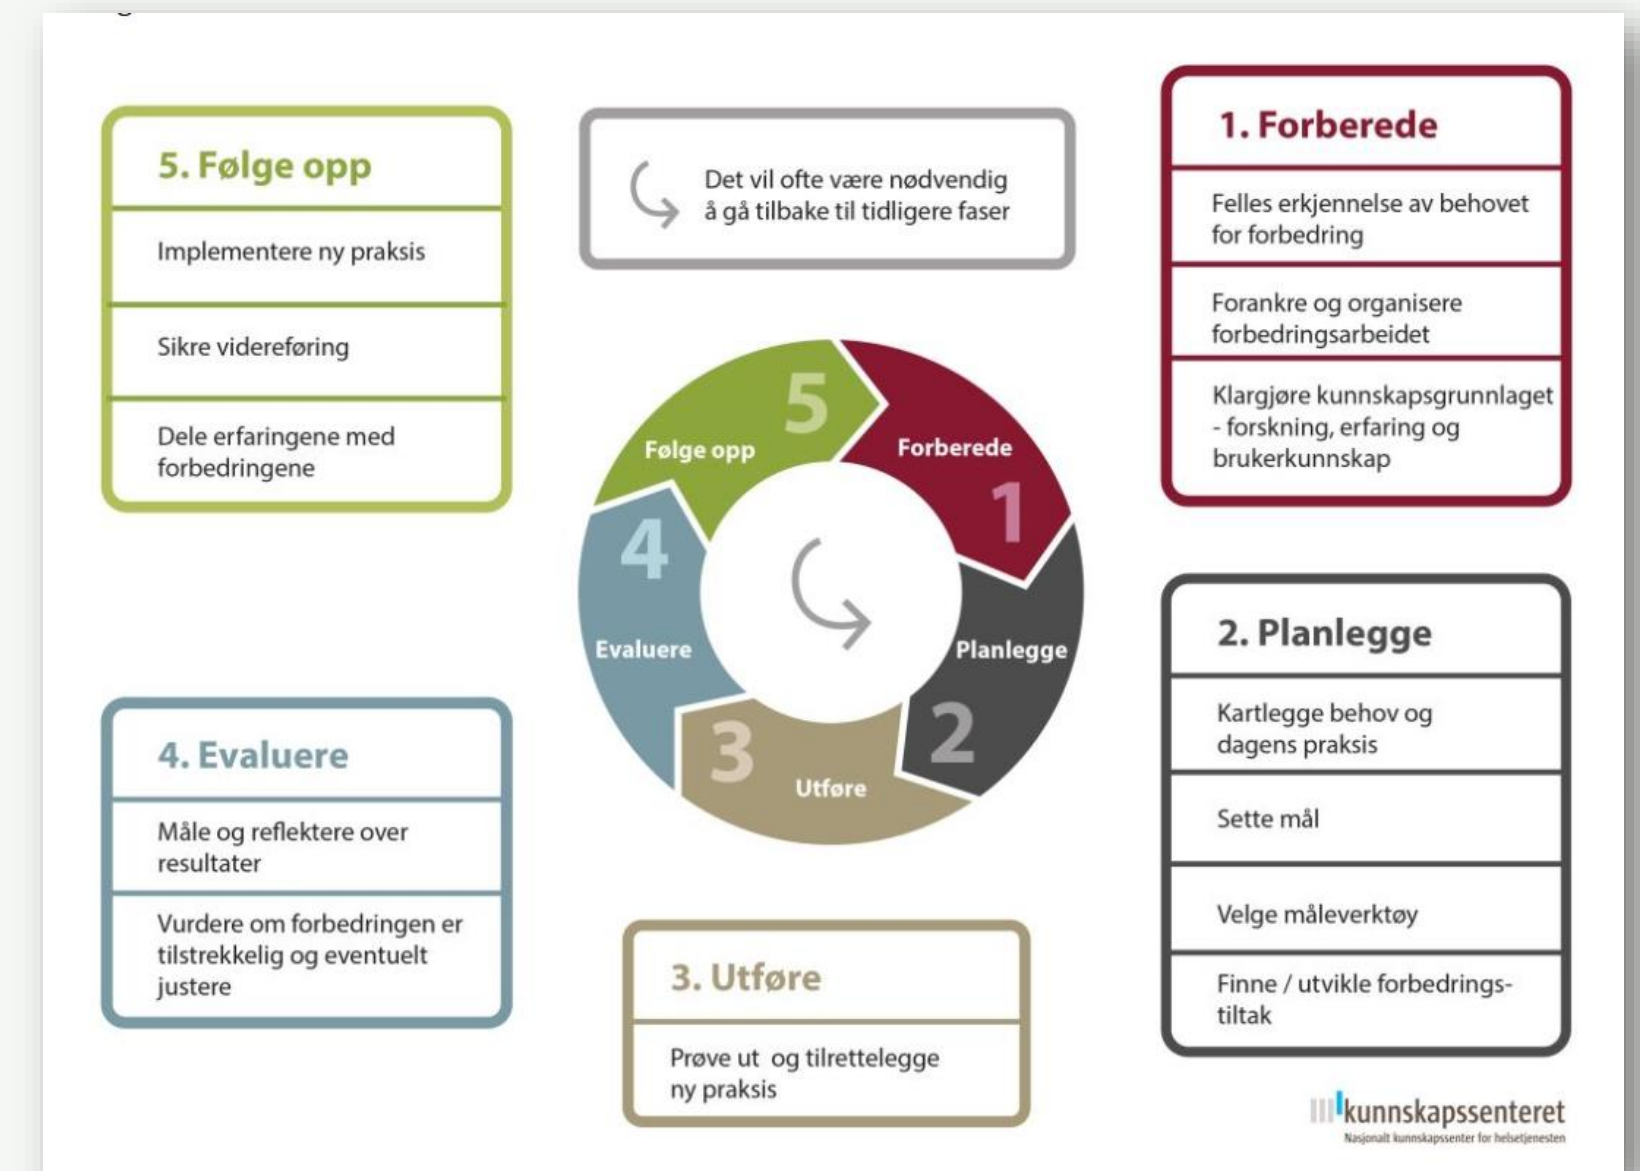 5. Følge opp
Implementere ny praksis
Sikre videreføring
Dele erfaringene med
forbedringene
Det vil ofte være nødvendig
å gå tilbake til tidligere faser
1. Forberede
Felles erkjennelse av behovet
for forbedring
Forankre og organisere
forbedringsarbeidet
Klargjøre kunnskapsgrunnlaget
- forskning, erfaring og
brukerkunnskap
5
Følge opp
Forberede
1
4
Evaluere
Planlegge
2
3
Utføre
2. Planlegge
Kartlegge behov og
dagens praksis
Sette mål
Velge måleverktøy
Finne / utvikle forbedrings-
tiltak
4. Evaluere
Måle og reflektere over
resultater
Vurdere om forbedringen er
tilstrekkelig og eventuelt
justere
3. Utføre
Prøve ut og tilrettelegge
ny praksis
kunnskapssenteret
Nasjonalt kunnskapssenter for helsetjenesten